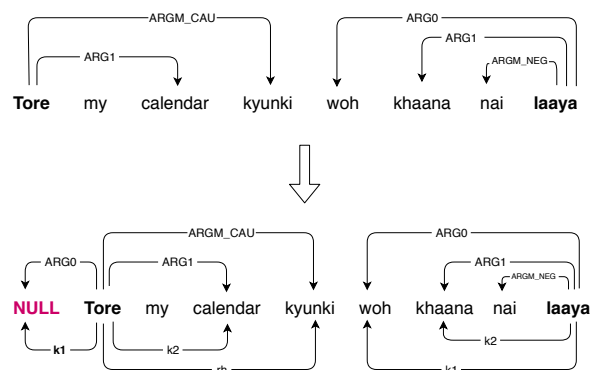 ARGM_CAU ARG0
ARG1 ARG1
ARGM_NEG
Tore my calendar kyunki woh khaana nai laaya
ARGM_CAU ARG0
ARG0 ARG1 ARG1
ARGM_NEG
NULL Tore my calendar kyunki woh khaana nai laaya
k1 k2 k2
rh k1